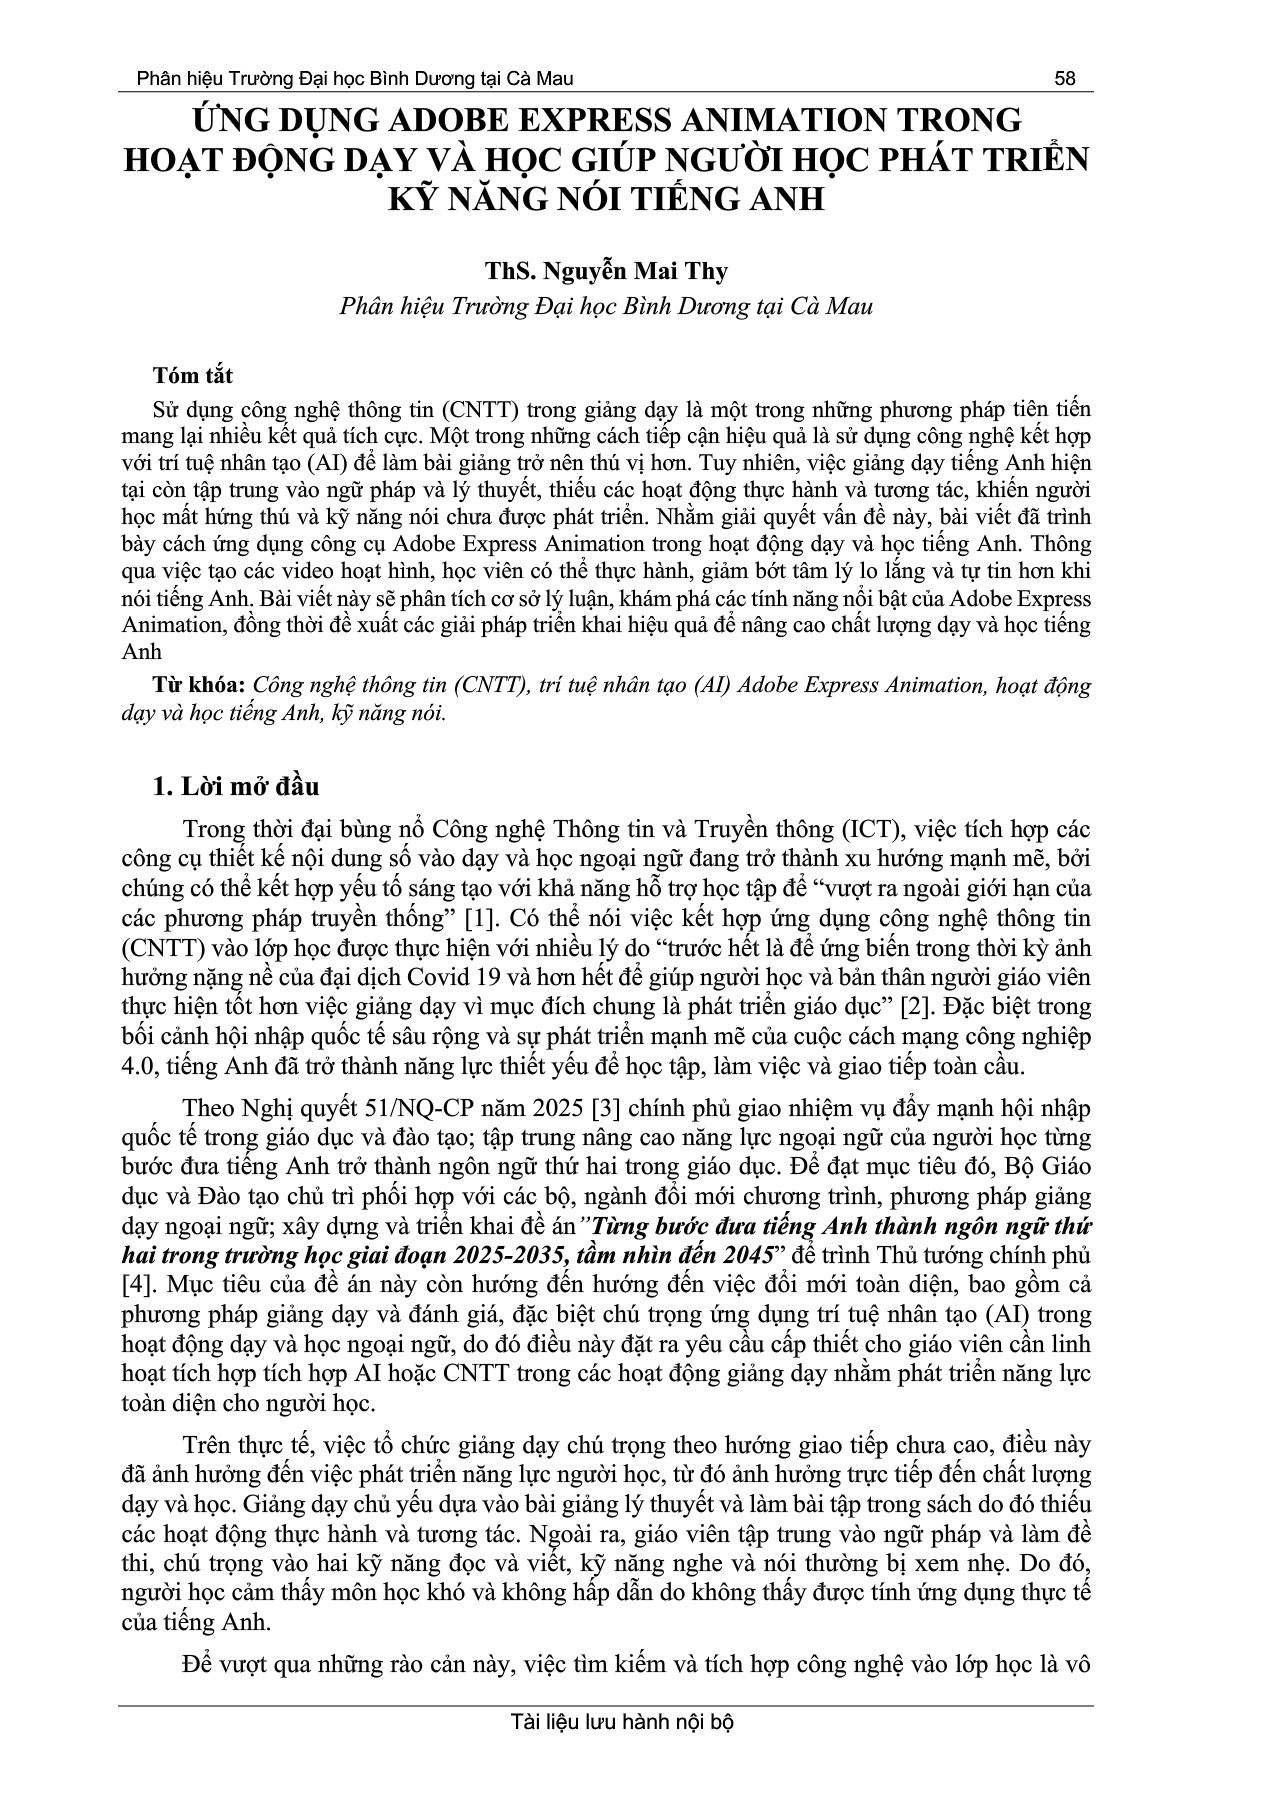 Phân hiệu Trường Đại học Bình Dương tại Cà Mau 58
ỨNG DỤNG ADOBE EXPRESS ANIMATION TRONG
HOẠT ĐỘNG DẠY VÀ HỌC GIÚP NGƯỜI HỌC PHÁT TRIỂN
KỸ NĂNG NÓI TIẾNG ANH
ThS. Nguyễn Mai Thy
Phân hiệu Trường Đại học Bình Dương tại Cà Mau
Tóm tắt
Sử dụng công nghệ thông tin (CNTT) trong giảng dạy là một trong những phương pháp tiên tiến
mang lại nhiều kết quả tích cực. Một trong những cách tiếp cận hiệu quả là sử dụng công nghệ kết hợp
với trí tuệ nhân tạo (AI) để làm bài giảng trở nên thú vị hơn. Tuy nhiên, việc giảng dạy tiếng Anh hiện
tại còn tập trung vào ngữ pháp và lý thuyết, thiếu các hoạt động thực hành và tương tác, khiến người
học mất hứng thú và kỹ năng nói chưa được phát triển. Nhằm giải quyết vấn đề này, bài viết đã trình
bày cách ứng dụng công cụ Adobe Express Animation trong hoạt động dạy và học tiếng Anh. Thông
qua việc tạo các video hoạt hình, học viên có thể thực hành, giảm bớt tâm lý lo lắng và tự tin hơn khi
nói tiếng Anh. Bài viết này sẽ phân tích cơ sở lý luận, khám phá các tính năng nổi bật của Adobe Express
Animation, đồng thời đề xuất các giải pháp triển khai hiệu quả để nâng cao chất lượng dạy và học tiếng
Anh
Từ khóa: Công nghệ thông tin (CNTT), trí tuệ nhân tạo (AI) Adobe Express Animation, hoạt động
dạy và học tiếng Anh, kỹ năng nói.
1. Lời mở đầu
Trong thời đại bùng nổ Công nghệ Thông tin và Truyền thông (ICT), việc tích hợp các
công cụ thiết kế nội dung số vào dạy và học ngoại ngữ đang trở thành xu hướng mạnh mẽ, bởi
chúng có thể kết hợp yếu tố sáng tạo với khả năng hỗ trợ học tập để “vượt ra ngoài giới hạn của
các phương pháp truyền thống” [1]. Có thể nói việc kết hợp ứng dụng công nghệ thông tin
(CNTT) vào lớp học được thực hiện với nhiều lý do “trước hết là để ứng biến trong thời kỳ ảnh
hưởng nặng nề của đại dịch Covid 19 và hơn hết để giúp người học và bản thân người giáo viên
thực hiện tốt hơn việc giảng dạy vì mục đích chung là phát triển giáo dục” [2]. Đặc biệt trong
bối cảnh hội nhập quốc tế sâu rộng và sự phát triển mạnh mẽ của cuộc cách mạng công nghiệp
4.0, tiếng Anh đã trở thành năng lực thiết yếu để học tập, làm việc và giao tiếp toàn cầu.
Theo Nghị quyết 51/NQ-CP năm 2025 [3] chính phủ giao nhiệm vụ đẩy mạnh hội nhập
quốc tế trong giáo dục và đào tạo; tập trung nâng cao năng lực ngoại ngữ của người học từng
bước đưa tiếng Anh trở thành ngôn ngữ thứ hai trong giáo dục. Để đạt mục tiêu đó, Bộ Giáo
dục và Đào tạo chủ trì phối hợp với các bộ, ngành đổi mới chương trình, phương pháp giảng
dạy ngoại ngữ; xây dựng và triển khai đề án”Từng bước đưa tiếng Anh thành ngôn ngữ thứ
hai trong trường học giai đoạn 2025-2035, tầm nhìn đến 2045” để trình Thủ tướng chính phủ
[4]. Mục tiêu của đề án này còn hướng đến hướng đến việc đổi mới toàn diện, bao gồm cả
phương pháp giảng dạy và đánh giá, đặc biệt chú trọng ứng dụng trí tuệ nhân tạo (AI) trong
hoạt động dạy và học ngoại ngữ, do đó điều này đặt ra yêu cầu cấp thiết cho giáo viên cần linh
hoạt tích hợp tích hợp AI hoặc CNTT trong các hoạt động giảng dạy nhằm phát triển năng lực
toàn diện cho người học.
Trên thực tế, việc tổ chức giảng dạy chú trọng theo hướng giao tiếp chưa cao, điều này
đã ảnh hưởng đến việc phát triển năng lực người học, từ đó ảnh hưởng trực tiếp đến chất lượng
dạy và học. Giảng dạy chủ yếu dựa vào bài giảng lý thuyết và làm bài tập trong sách do đó thiếu
các hoạt động thực hành và tương tác. Ngoài ra, giáo viên tập trung vào ngữ pháp và làm đề
thi, chú trọng vào hai kỹ năng đọc và viết, kỹ năng nghe và nói thường bị xem nhẹ. Do đó,
người học cảm thấy môn học khó và không hấp dẫn do không thấy được tính ứng dụng thực tế
của tiếng Anh.
Để vượt qua những rào cản này, việc tìm kiếm và tích hợp công nghệ vào lớp học là vô
Tài liệu lưu hành nội bộ